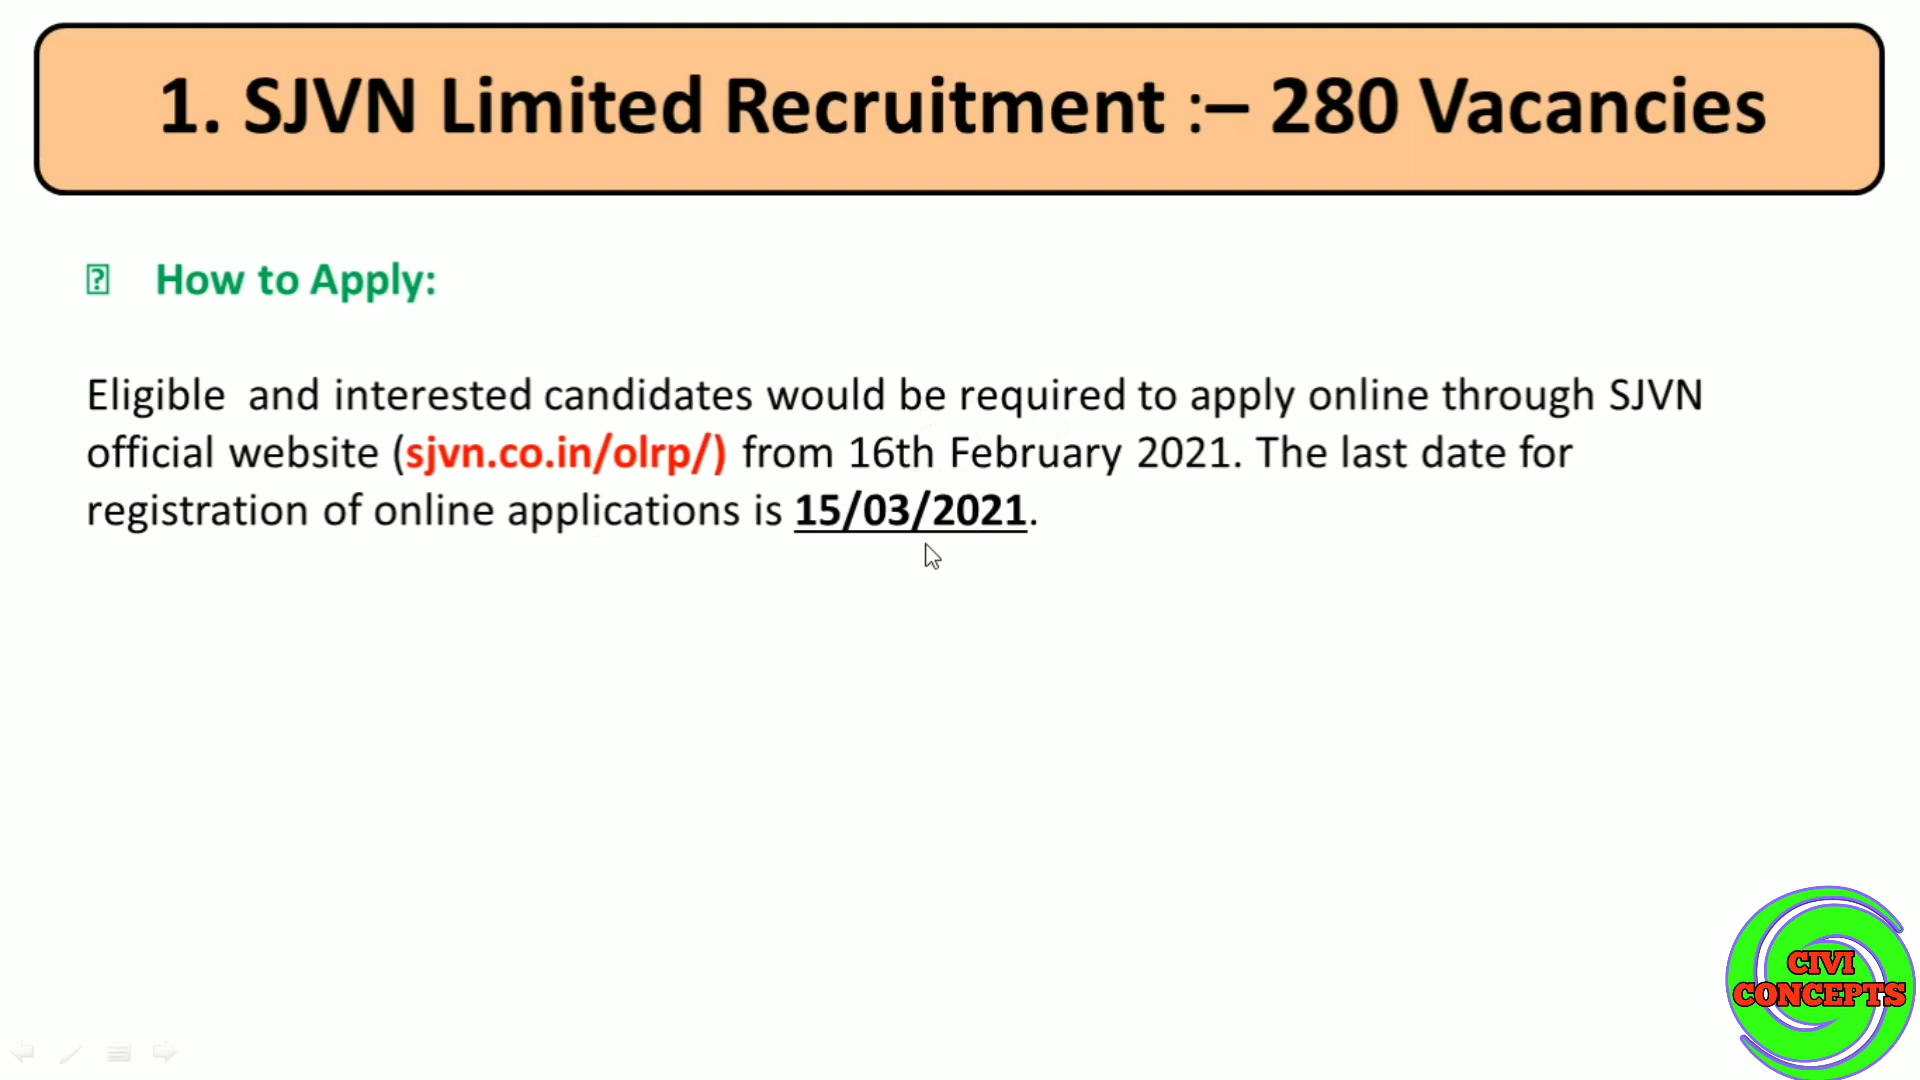 1. SJVN Limited Recruitment :– 280 Vacancies
How to Apply:
Eligible and interested candidates would be required to apply online through SJVN
official website (sjvn.co.in/olrp/) from 16th February 2021. The last date for
registration of online applications is 15/03/2021.
CIVI
CONCEPTS